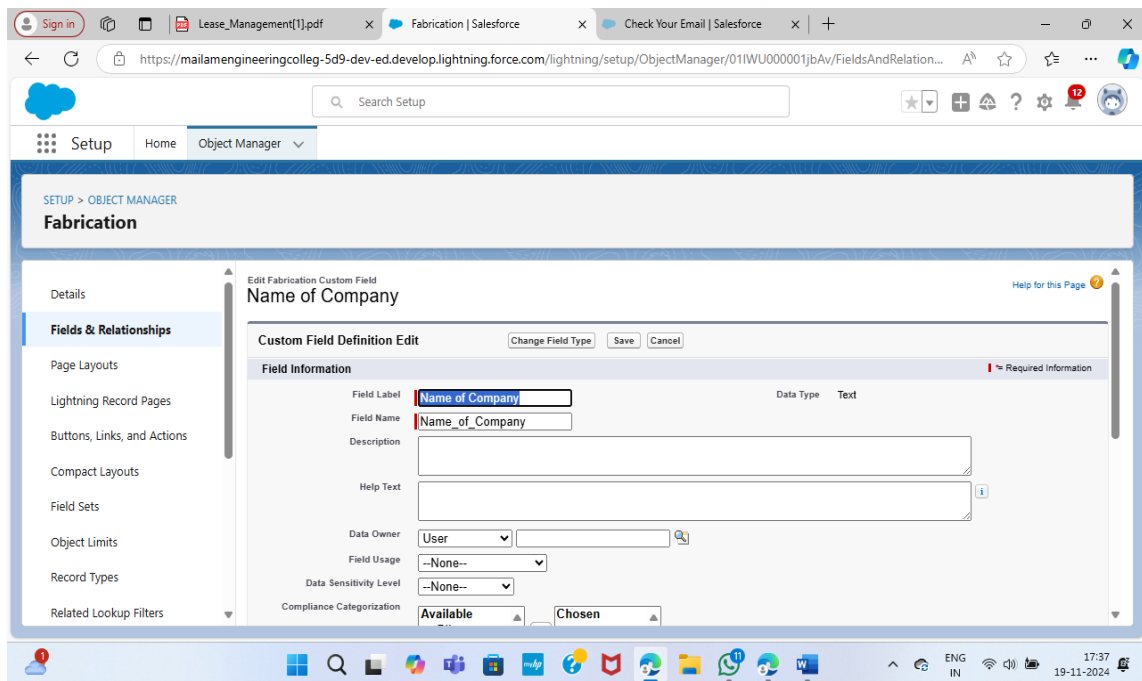 Sign in
Lease_Management[1].pdf
Fabrication | Salesforce
Check Your Email | Salesforce
https://mailamengineeringcolleg-5d9-dev-ed.develop.lightning.force.com/lightning/setup/ObjectManager/01IWU000001jbAv/FieldsAndRelation...
Search Setup
12
Setup
Home
Object Manager
SETUP > OBJECT MANAGER
Fabrication
Details
Fields & Relationships
Page Layouts
Lightning Record Pages
Buttons, Links, and Actions
Compact Layouts
Field Sets
Object Limits
Record Types
Related Lookup Filters
Edit Fabrication Custom Field
Name of Company
Help for this Page
Custom Field Definition Edit
Change Field Type
Save
Cancel
Field Information
= Required Information
Field Label
Name of Company
Data Type
Text
Field Name
Name_of_Company
Description
Help Text
Data Owner
User
Field Usage
--None--
Data Sensitivity Level
--None--
Compliance Categorization
Available
Chosen
1
9
ENG
IN
17:37
19-11-2024